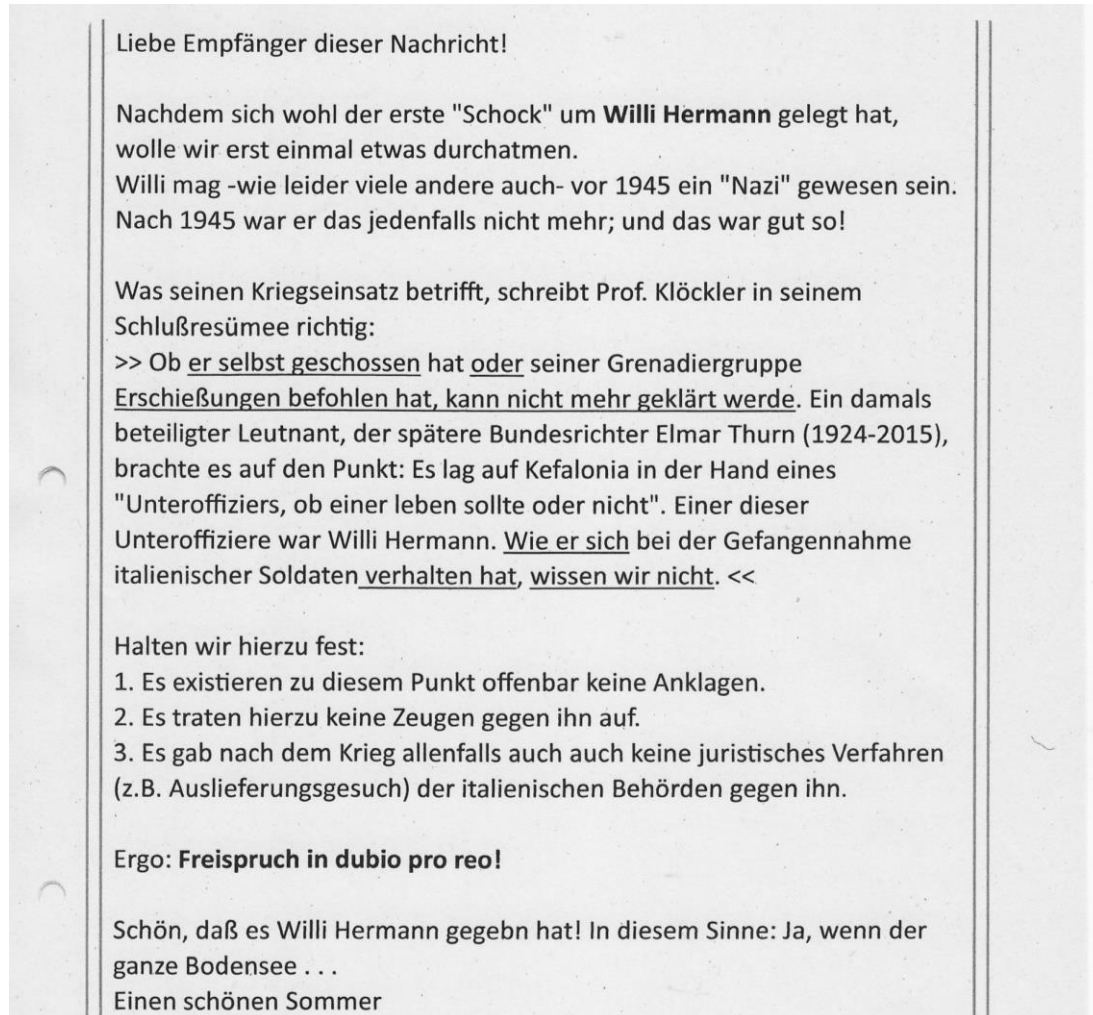 Liebe Empfänger dieser Nachricht!
Nachdem sich wohl der erste "Schock" um Willi Hermann gelegt hat,
wolle wir erst einmal etwas durchatmen.
Willi mag -wie leider viele andere auch- vor 1945 ein "Nazi" gewesen sein.
Nach 1945 war er das jedenfalls nicht mehr; und das war gut so!
Was seinen Kriegseinsatz betrifft, schreibt Prof. Klöckler in seinem
Schlußresümee richtig:
>> Ob er selbst geschossen hat oder seiner Grenadiergruppe
Erschießungen befohlen hat, kann nicht mehr geklärt werde. Ein damals
beteiligter Leutnant, der spätere Bundesrichter Elmar Thurn (1924-2015),
brachte es auf den Punkt: Es lag auf Kefalonia in der Hand eines
"Unteroffiziers, ob einer leben sollte oder nicht". Einer dieser
Unteroffiziere war Willi Hermann. Wie er sich bei der Gefangennahme
italienischer Soldaten verhalten hat, wissen wir nicht. <<
Halten wir hierzu fest:
1. Es existieren zu diesem Punkt offenbar keine Anklagen.
2. Es traten hierzu keine Zeugen gegen ihn auf.
3. Es gab nach dem Krieg allenfalls auch auch keine juristisches Verfahren
(z.B. Auslieferungsgesuch) der italienischen Behörden gegen ihn.
Ergo: Freispruch in dubio pro reo!
Schön, daß es Willi Hermann gegebn hat! In diesem Sinne: Ja, wenn der
ganze Bodensee . . .
Einen schönen Sommer